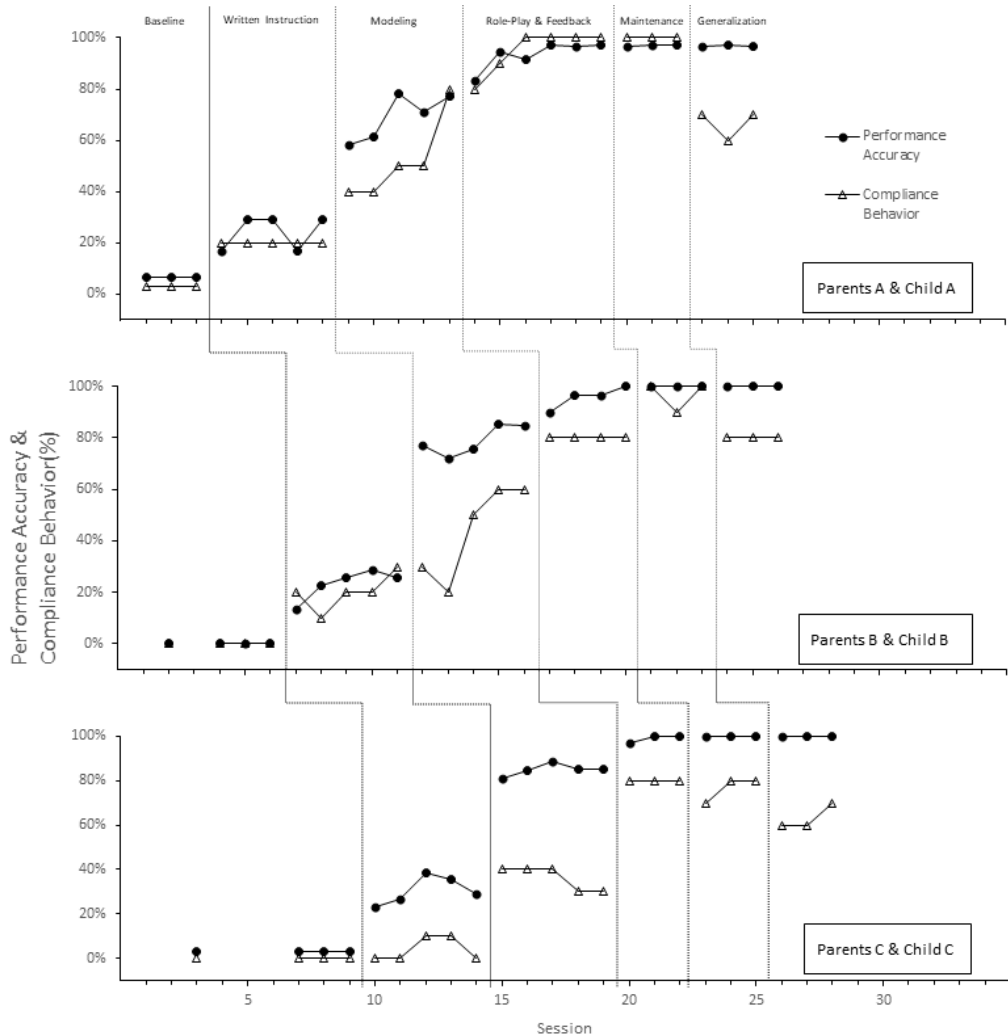 Baseline
Written Instruction
Modeling
Role-Play & Feedback
Maintenance
Generalization
100%
80%
60%
40%
20%
0%
Performance
Accuracy
Compliance
Behavior
Parents A & Child A
Performance Accuracy &
Compliance Behavior(%)
100%
80%
60%
40%
20%
0%
Parents B & Child B
100%
80%
60%
40%
20%
0%
Parents C & Child C
5
10
15
20
25
30
Session